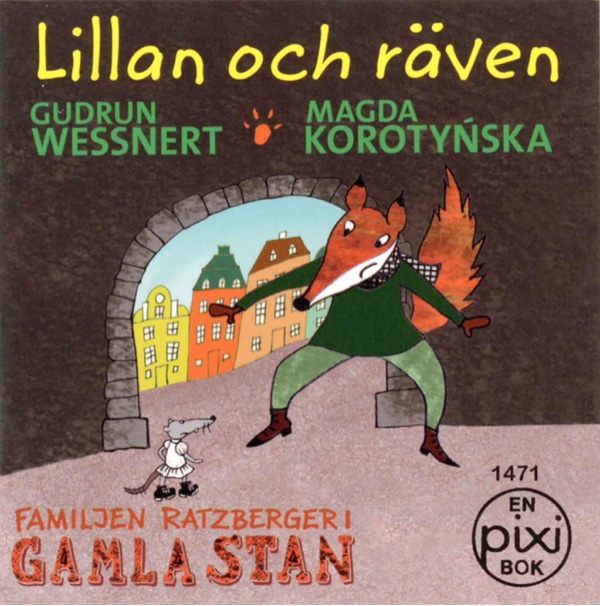 Lillan och räven
GUDRUN MAGDA
WESSNERT KOROTYŃSKA
1471
EN
pixi
BOK
FAMILJEN RATZBERGER I
GAMLA STAN